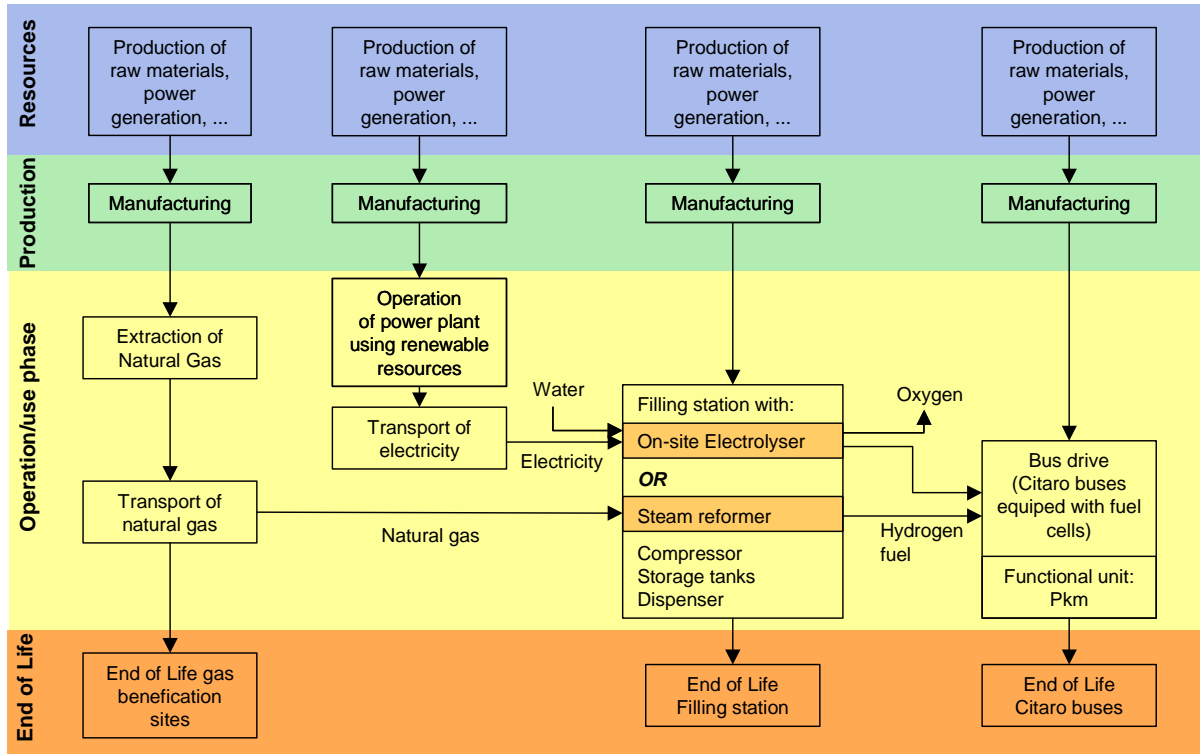 Resources
Production of
raw materials,
power
generation, ...
Production of
raw materials,
power
generation, ...
Production of
raw materials,
power
generation, ...
Production of
raw materials,
power
generation, ...
Production
Manufacturing
Manufacturing
Manufacturing
Manufacturing
Operation/use phase
Extraction of
Natural Gas
Transport of
natural gas
Operation
of power plant
using renewable
resources
Transport of
electricity
Water
Electricity
Natural gas
Filling station with:
On-site Electrolyser
OR
Steam reformer
Compressor
Storage tanks
Dispenser
Oxygen
Hydrogen
fuel
Bus drive
(Citaro buses
equiped with fuel
cells)
Functional unit:
Pkm
End of Life
End of Life gas
benefication
sites
End of Life
Filling station
End of Life
Citaro buses